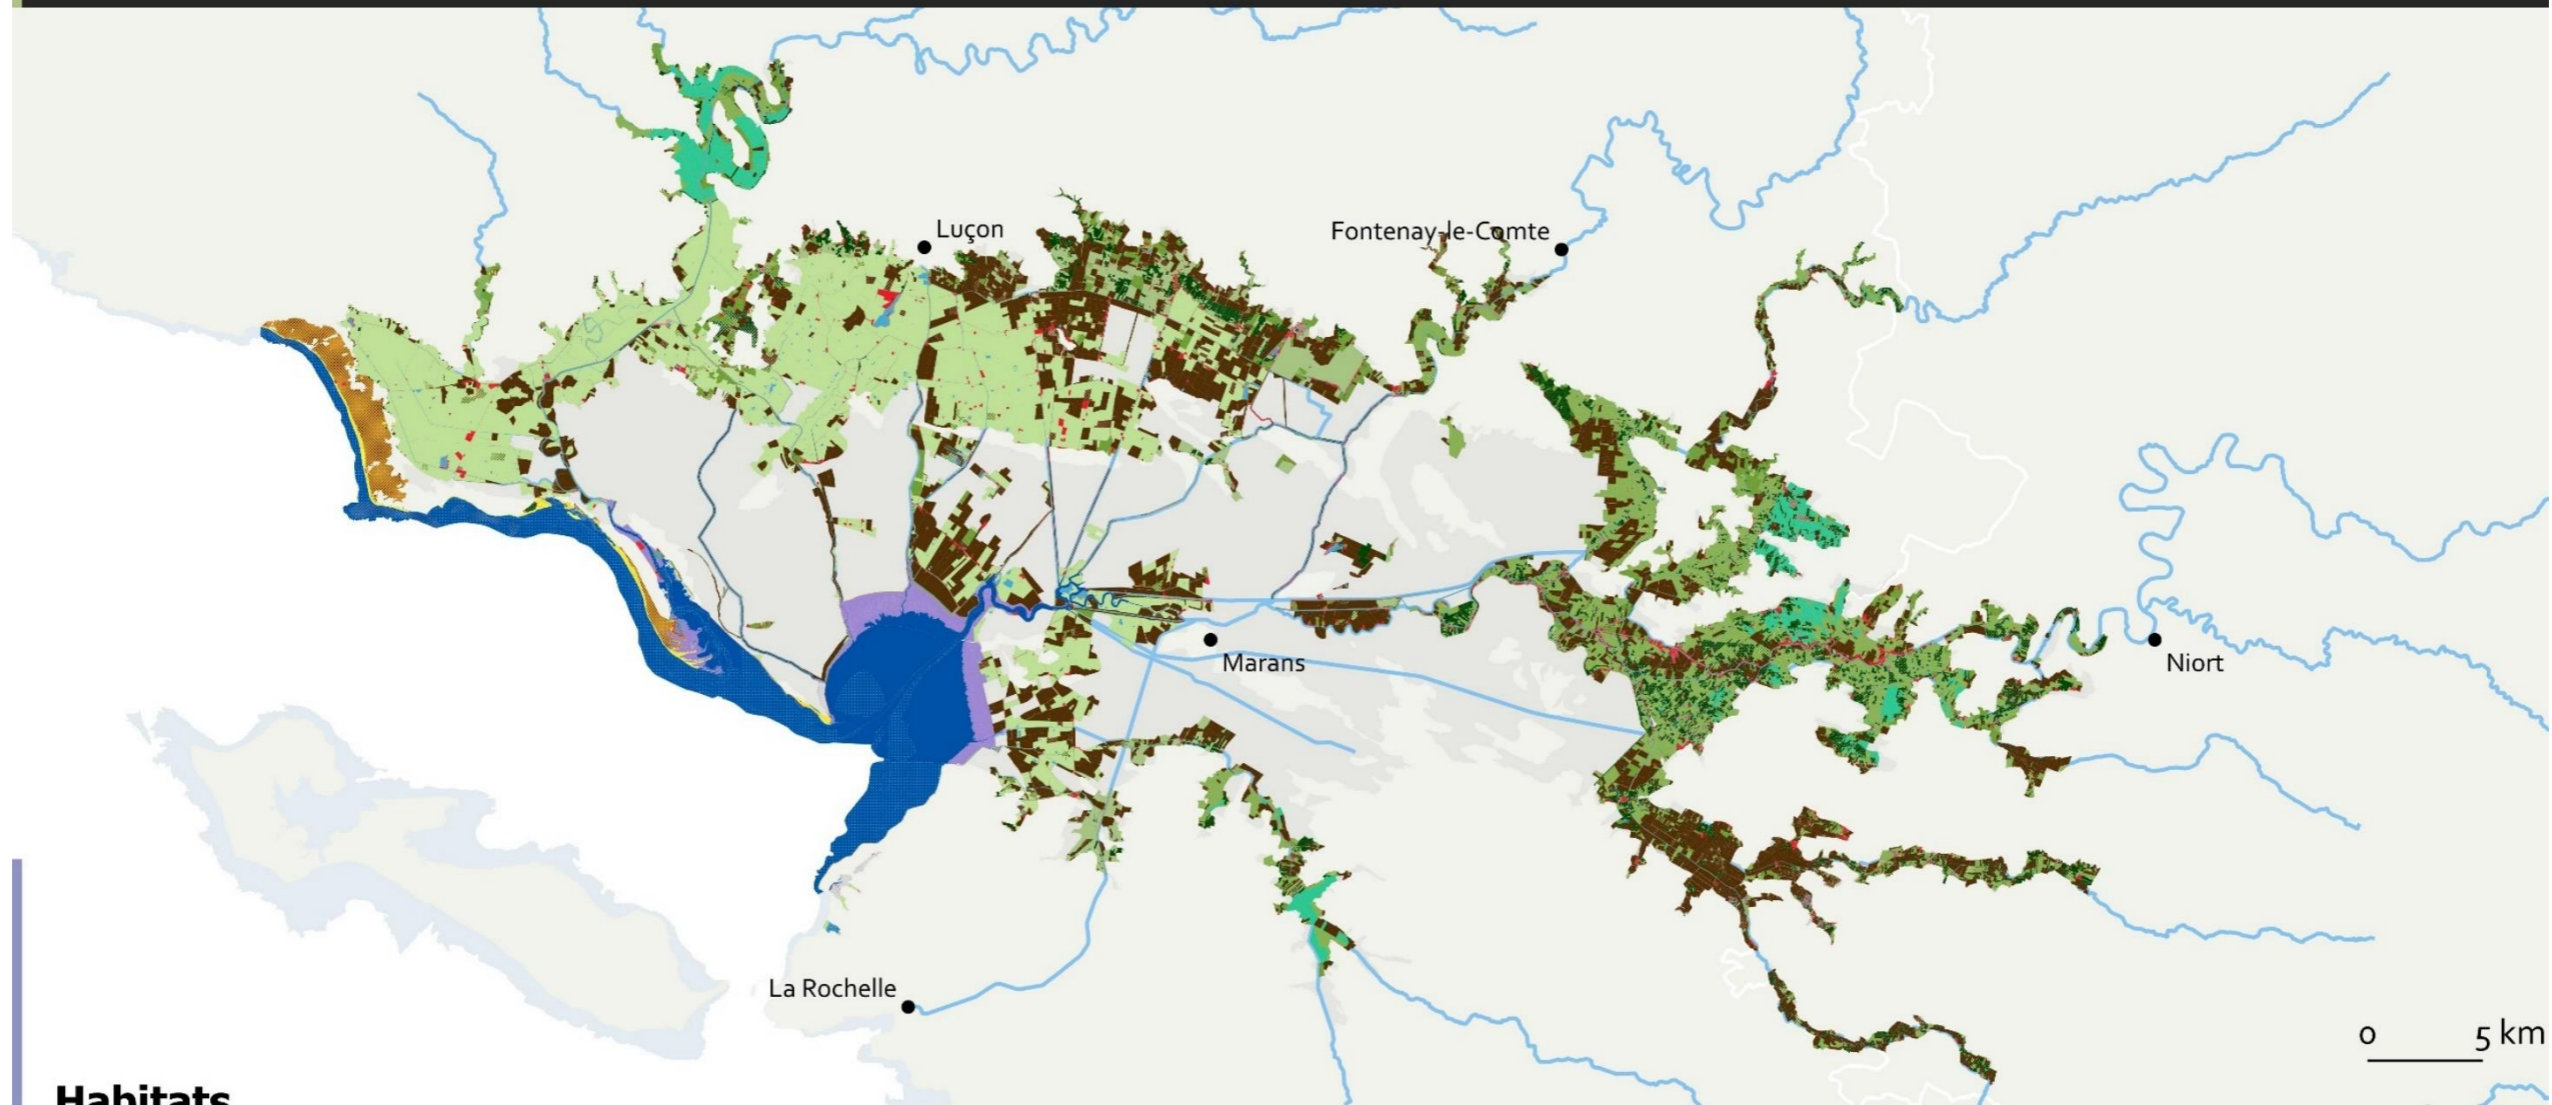 Luçon
Fontenay-le-Comte
Marans
Niort
La Rochelle
0 5 km
Habitats